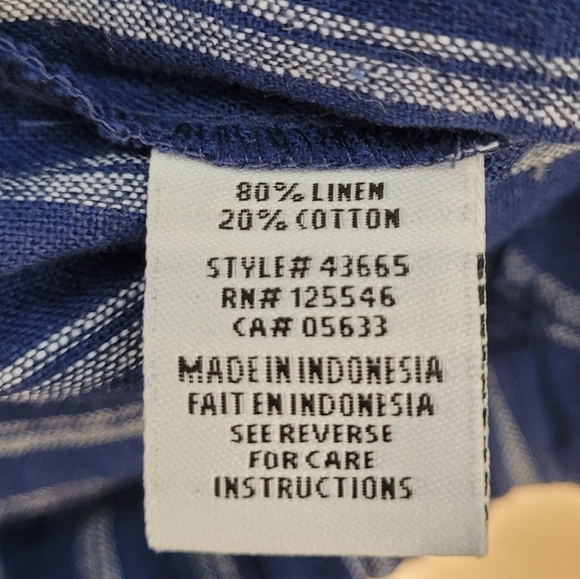 80% LINEN
20% COTTON
STYLE# 43665
RN# 125546
CA# 05633
MADE IN INDONESIA
FAIT EN INDONESIA
SEE REVERSE
FOR CARE
INSTRUCTIONS